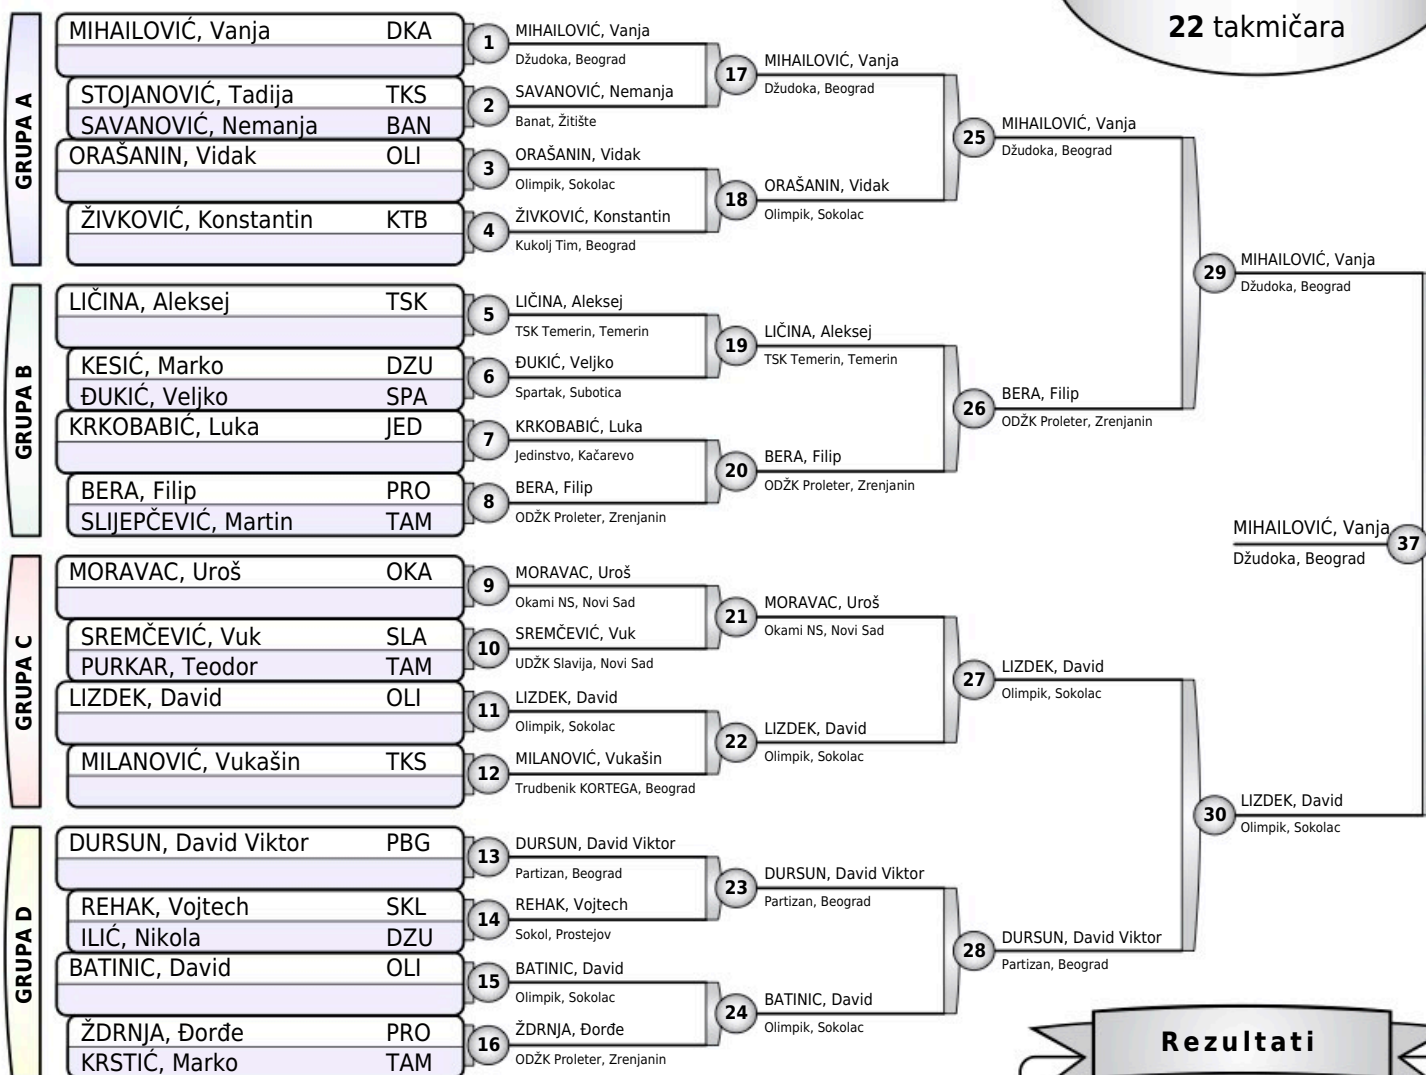 22 takmičara
GRUPA A
MIHAILOVIĆ, Vanja DKA
STOJANOVIĆ, Tadija TKS
SAVANOVIĆ, Nemanja BAN
ORAŠANIN, Vidak OLI
ŽIVKOVIĆ, Konstantin KTB
GRUPA B
LIČINA, Aleksej TSK
KESIĆ, Marko DZU
ĐUKIĆ, Veljko SPA
KRKOBABIĆ, Luka JED
BERA, Filip PRO
SLIJEPČEVIĆ, Martin TAM
GRUPA C
MORAVAC, Uroš OKA
SREMČEVIĆ, Vuk SLA
PURKAR, Teodor TAM
LIZDEK, David OLI
MILANOVIĆ, Vukašin TKS
GRUPA D
DURSUN, David Viktor PBG
REHAK, Vojtech SKL
ILIĆ, Nikola DZU
BATINIC, David OLI
ŽDRNJA, Đorđe PRO
KRSTIĆ, Marko TAM
1 MIHAILOVIĆ, Vanja
Džudoka, Beograd
2 SAVANOVIĆ, Nemanja
Banat, Žitište
3 ORAŠANIN, Vidak
Olimpik, Sokolac
4 ŽIVKOVIĆ, Konstantin
Kukolj Tim, Beograd
5 LIČINA, Aleksej
TSK Temerin, Temerin
6 ĐUKIĆ, Veljko
Spartak, Subotica
7 KRKOBABIĆ, Luka
Jedinstvo, Kačarevo
8 BERA, Filip
ODŽK Proleter, Zrenjanin
9 MORAVAC, Uroš
Okami NS, Novi Sad
10 SREMČEVIĆ, Vuk
UDŽK Slavija, Novi Sad
11 LIZDEK, David
Olimpik, Sokolac
12 MILANOVIĆ, Vukašin
Trudbenik KORTEGA, Beograd
13 DURSUN, David Viktor
Partizan, Beograd
14 REHAK, Vojtech
Sokol, Prostejov
15 BATINIC, David
Olimpik, Sokolac
16 ŽDRNJA, Đorđe
ODŽK Proleter, Zrenjanin
17 MIHAILOVIĆ, Vanja
Džudoka, Beograd
18 ORAŠANIN, Vidak
Olimpik, Sokolac
19 LIČINA, Aleksej
TSK Temerin, Temerin
20 BERA, Filip
ODŽK Proleter, Zrenjanin
21 MORAVAC, Uroš
Okami NS, Novi Sad
22 LIZDEK, David
Olimpik, Sokolac
23 DURSUN, David Viktor
Partizan, Beograd
24 BATINIC, David
Olimpik, Sokolac
25 MIHAILOVIĆ, Vanja
Džudoka, Beograd
26 BERA, Filip
ODŽK Proleter, Zrenjanin
27 LIZDEK, David
Olimpik, Sokolac
28 DURSUN, David Viktor
Partizan, Beograd
29 MIHAILOVIĆ, Vanja
Džudoka, Beograd
30 LIZDEK, David
Olimpik, Sokolac
MIHAILOVIĆ, Vanja 37
Džudoka, Beograd
Rezultati